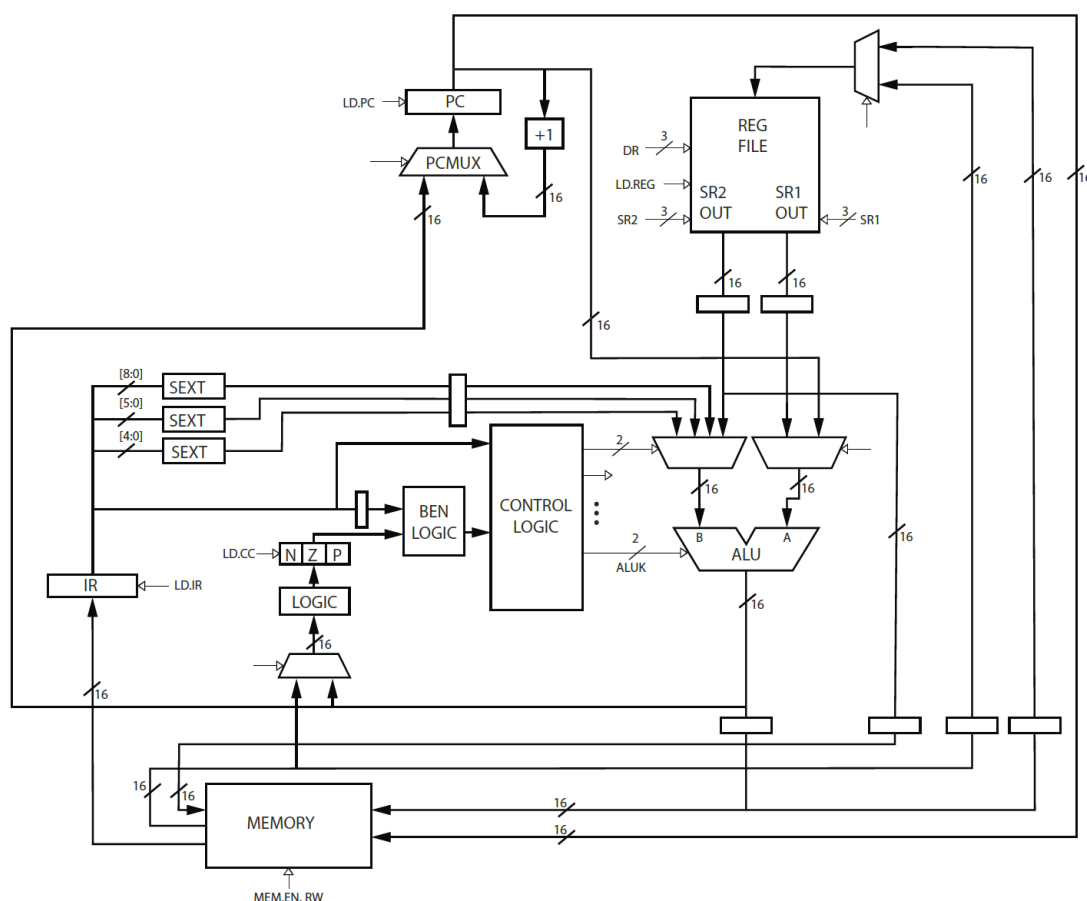 LD.PC
PC
+1
PCMUX
16
16
REG
FILE
3
DR
LD.REG
SR2
OUT
SR1
OUT
3
SR2
3
SR1
16
16
16
16
16
16
[8:0]
SEXT
[5:0]
SEXT
[4:0]
SEXT
BEN
LOGIC
CONTROL
LOGIC
2
16
16
B
A
ALU
2
ALUK
16
16
LD.CC
N Z P
LOGIC
16
IR
LD.IR
16
16
16
16
16
MEMORY
MEM.EN, RW